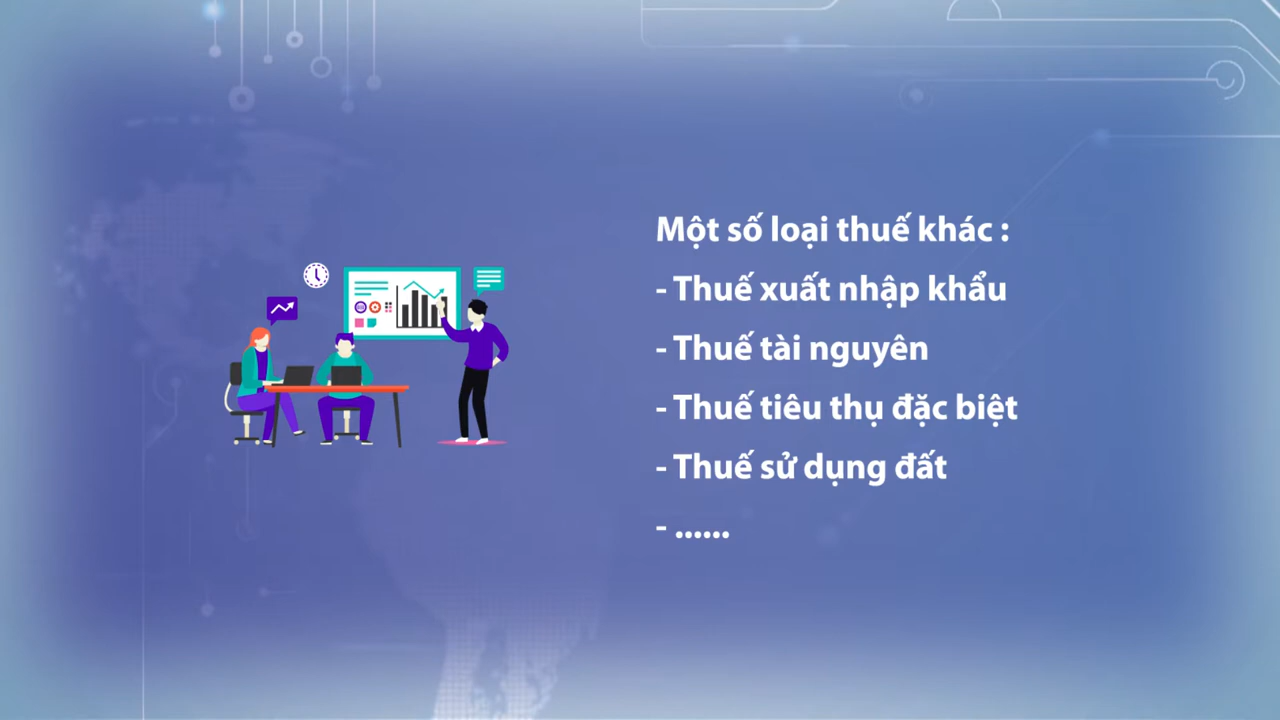 Một số loại thuế khác :
- Thuế xuất nhập khẩu
- Thuế tài nguyên
- Thuế tiêu thụ đặc biệt
- Thuế sử dụng đất
- ......